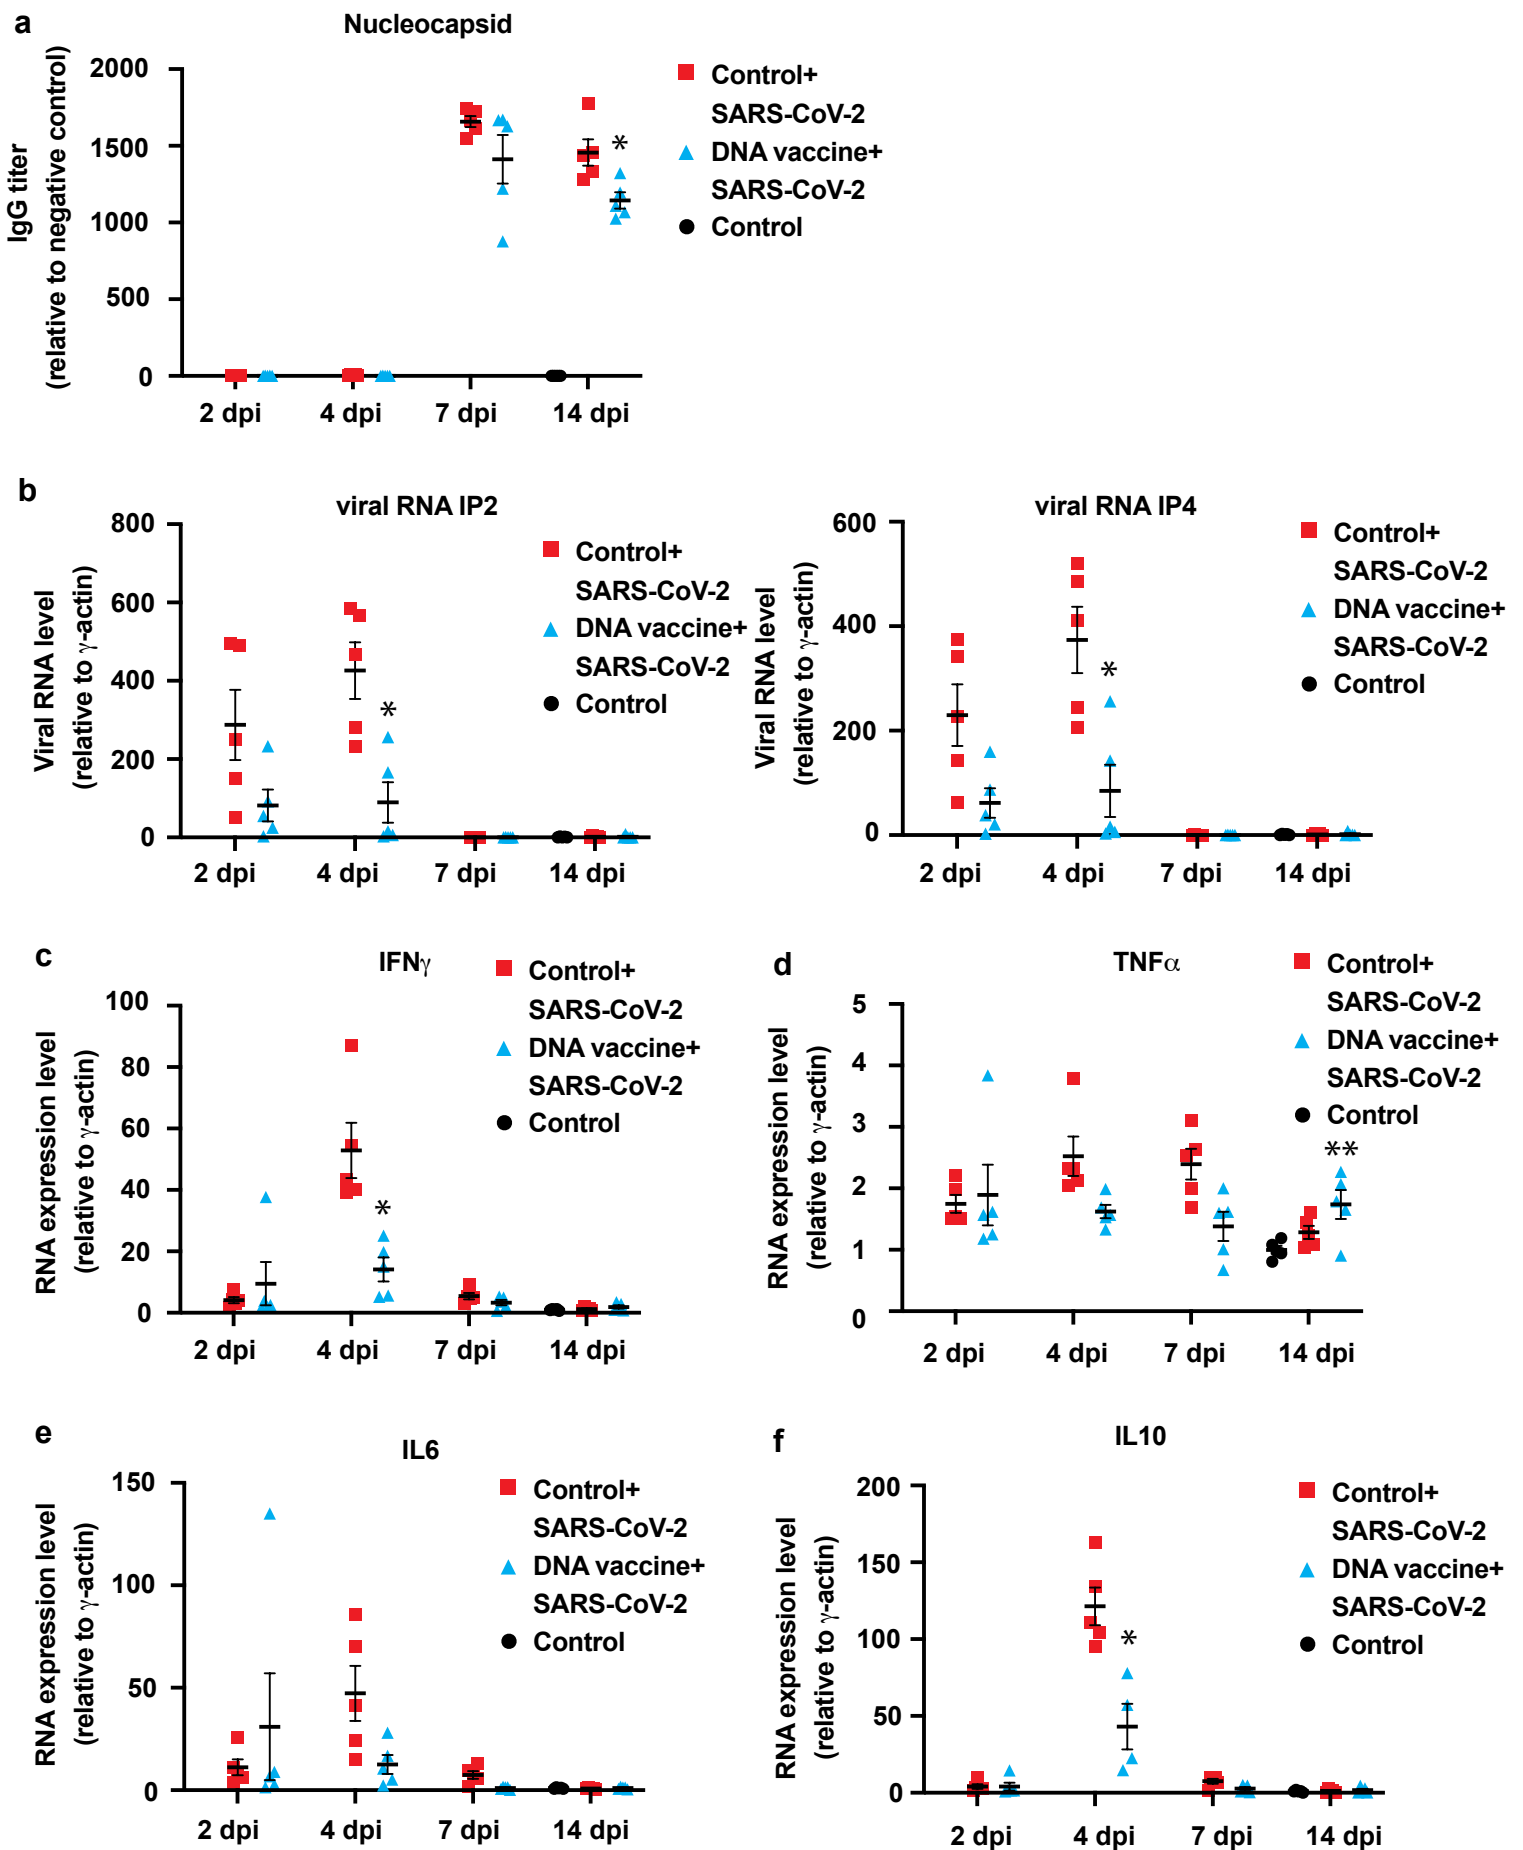 a
Nucleocapsid
IgG titer
(relative to negative control)
2000
1500
1000
500
0
2 dpi
4 dpi
7 dpi
14 dpi
*
Control+
SARS-CoV-2
DNA vaccine+
SARS-CoV-2
Control
b
viral RNA IP2
Viral RNA level
(relative to γ-actin)
800
600
400
200
0
2 dpi
4 dpi
7 dpi
14 dpi
*
Control+
SARS-CoV-2
DNA vaccine+
SARS-CoV-2
Control
viral RNA IP4
Viral RNA level
(relative to γ-actin)
600
400
200
0
2 dpi
4 dpi
7 dpi
14 dpi
*
Control+
SARS-CoV-2
DNA vaccine+
SARS-CoV-2
Control
c
IFNγ
RNA expression level
(relative to γ-actin)
100
80
60
40
20
0
2 dpi
4 dpi
7 dpi
14 dpi
*
Control+
SARS-CoV-2
DNA vaccine+
SARS-CoV-2
Control
d
TNFα
RNA expression level
(relative to γ-actin)
5
4
3
2
1
0
2 dpi
4 dpi
7 dpi
14 dpi
**
Control+
SARS-CoV-2
DNA vaccine+
SARS-CoV-2
Control
e
IL6
RNA expression level
(relative to γ-actin)
150
100
50
0
2 dpi
4 dpi
7 dpi
14 dpi
Control+
SARS-CoV-2
DNA vaccine+
SARS-CoV-2
Control
f
IL10
RNA expression level
(relative to γ-actin)
200
150
100
50
0
2 dpi
4 dpi
7 dpi
14 dpi
*
Control+
SARS-CoV-2
DNA vaccine+
SARS-CoV-2
Control